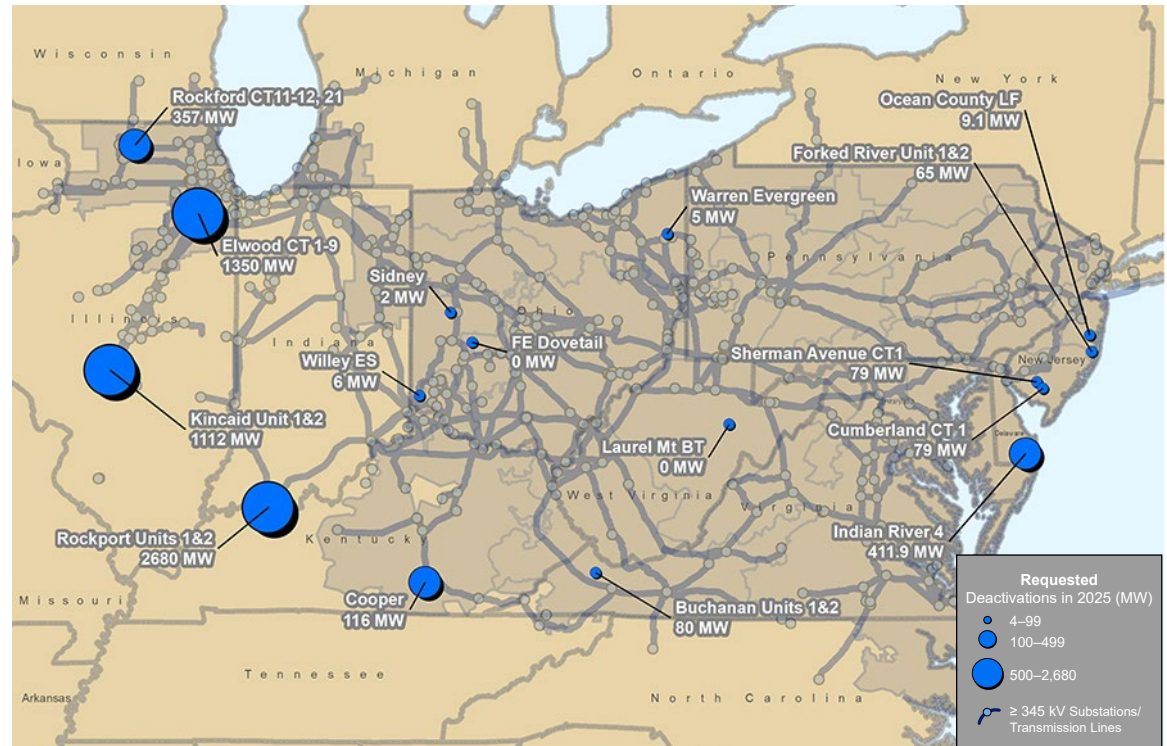 Wisconsin
Michigan
Ontario
New York
Rockford CT11-12, 21
357 MW
Ocean County LF
9.1 MW
Iowa
Forked River Unit 1&2
65 MW
Warren Evergreen
5 MW
Elwood CT 1-9
1350 MW
Pennsylvania
Sidney
2 MW
Illinois
Ohio
Indiana
FE Dovetail
0 MW
Willey ES
6 MW
Sherman Avenue CT1
79 MW
New Jersey
Kincaid Unit 1&2
1112 MW
Cumberland CT 1
79 MW
Delaware
Laurel Mt BT
0 MW
West Virginia
Virginia
Rockport Units 1&2
2680 MW
Kentucky
Indian River 4
411.9 MW
Missouri
Cooper
116 MW
Buchanan Units 1&2
80 MW
Tennessee
North Carolina
Arkansas
Requested
Deactivations in 2025 (MW)
4–99
100–499
500–2,680
≥ 345 kV Substations/
Transmission Lines